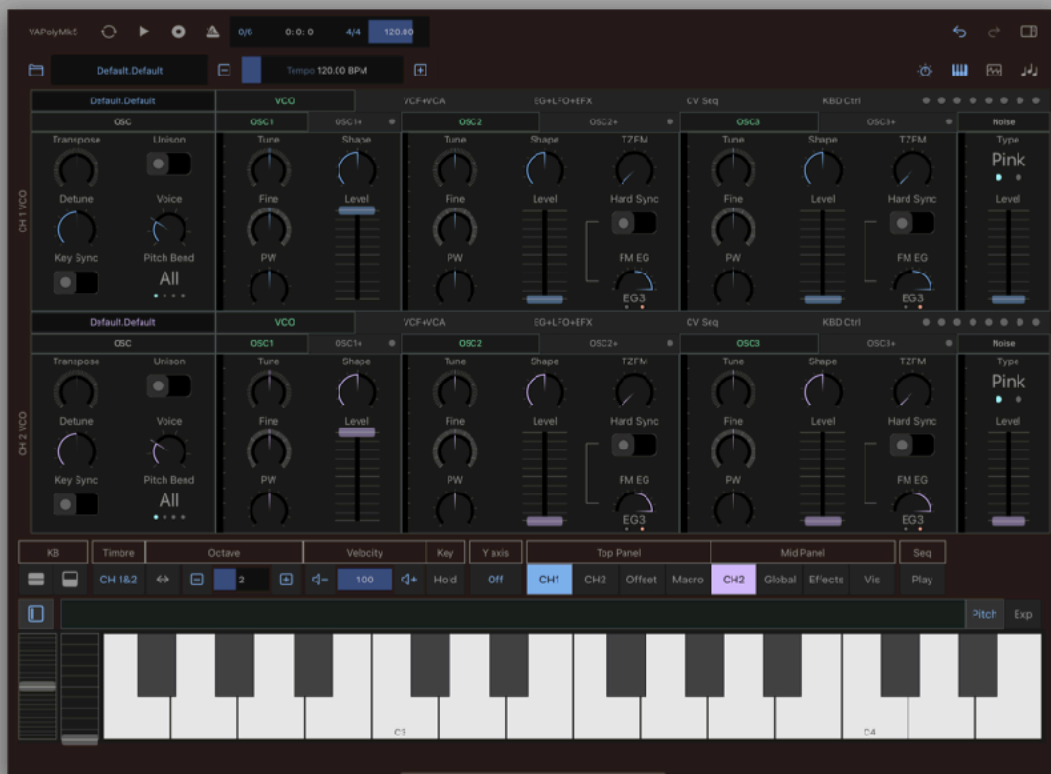 YAPolyMk5 0/6 0:0:0 4/4 120.00
Default.Default Tempo 120.00 BPM
Default.Default VCO VCF+VCA EG+LFO+EFX CV Seq KBD Ctrl
OSC OSC1 OSC1+ OSC2 OSC2+ OSC3 OSC3+ Noise
Transpose Unison Tune Shape Tune Shape TZFM Tune Shape TZFM Type
Pink
Detune Voice Fine Level Fine Level Hard Sync Fine Level Hard Sync Level
CH 1 VCO
Key Sync Pitch Bend PW PW FM EG PW FM EG
All
EG3 EG3
Default.Default VCO VCF+VCA EG+LFO+EFX CV Seq KBD Ctrl
OSC OSC1 OSC1+ OSC2 OSC2+ OSC3 OSC3+ Noise
Transpose Unison Tune Shape Tune Shape TZFM Tune Shape TZFM Type
Pink
Detune Voice Fine Level Fine Level Hard Sync Fine Level Hard Sync Level
CH 2 VCO
Key Sync Pitch Bend PW PW FM EG PW FM EG
All
EG3 EG3
KB Timbre Octave Velocity Key Y axis Top Panel Mid Panel Seq
CH 1&2 2 100 Hold Off CH1 CH2 Offset Macro CH2 Global Effects Vis Play
Pitch Exp
C3 C4